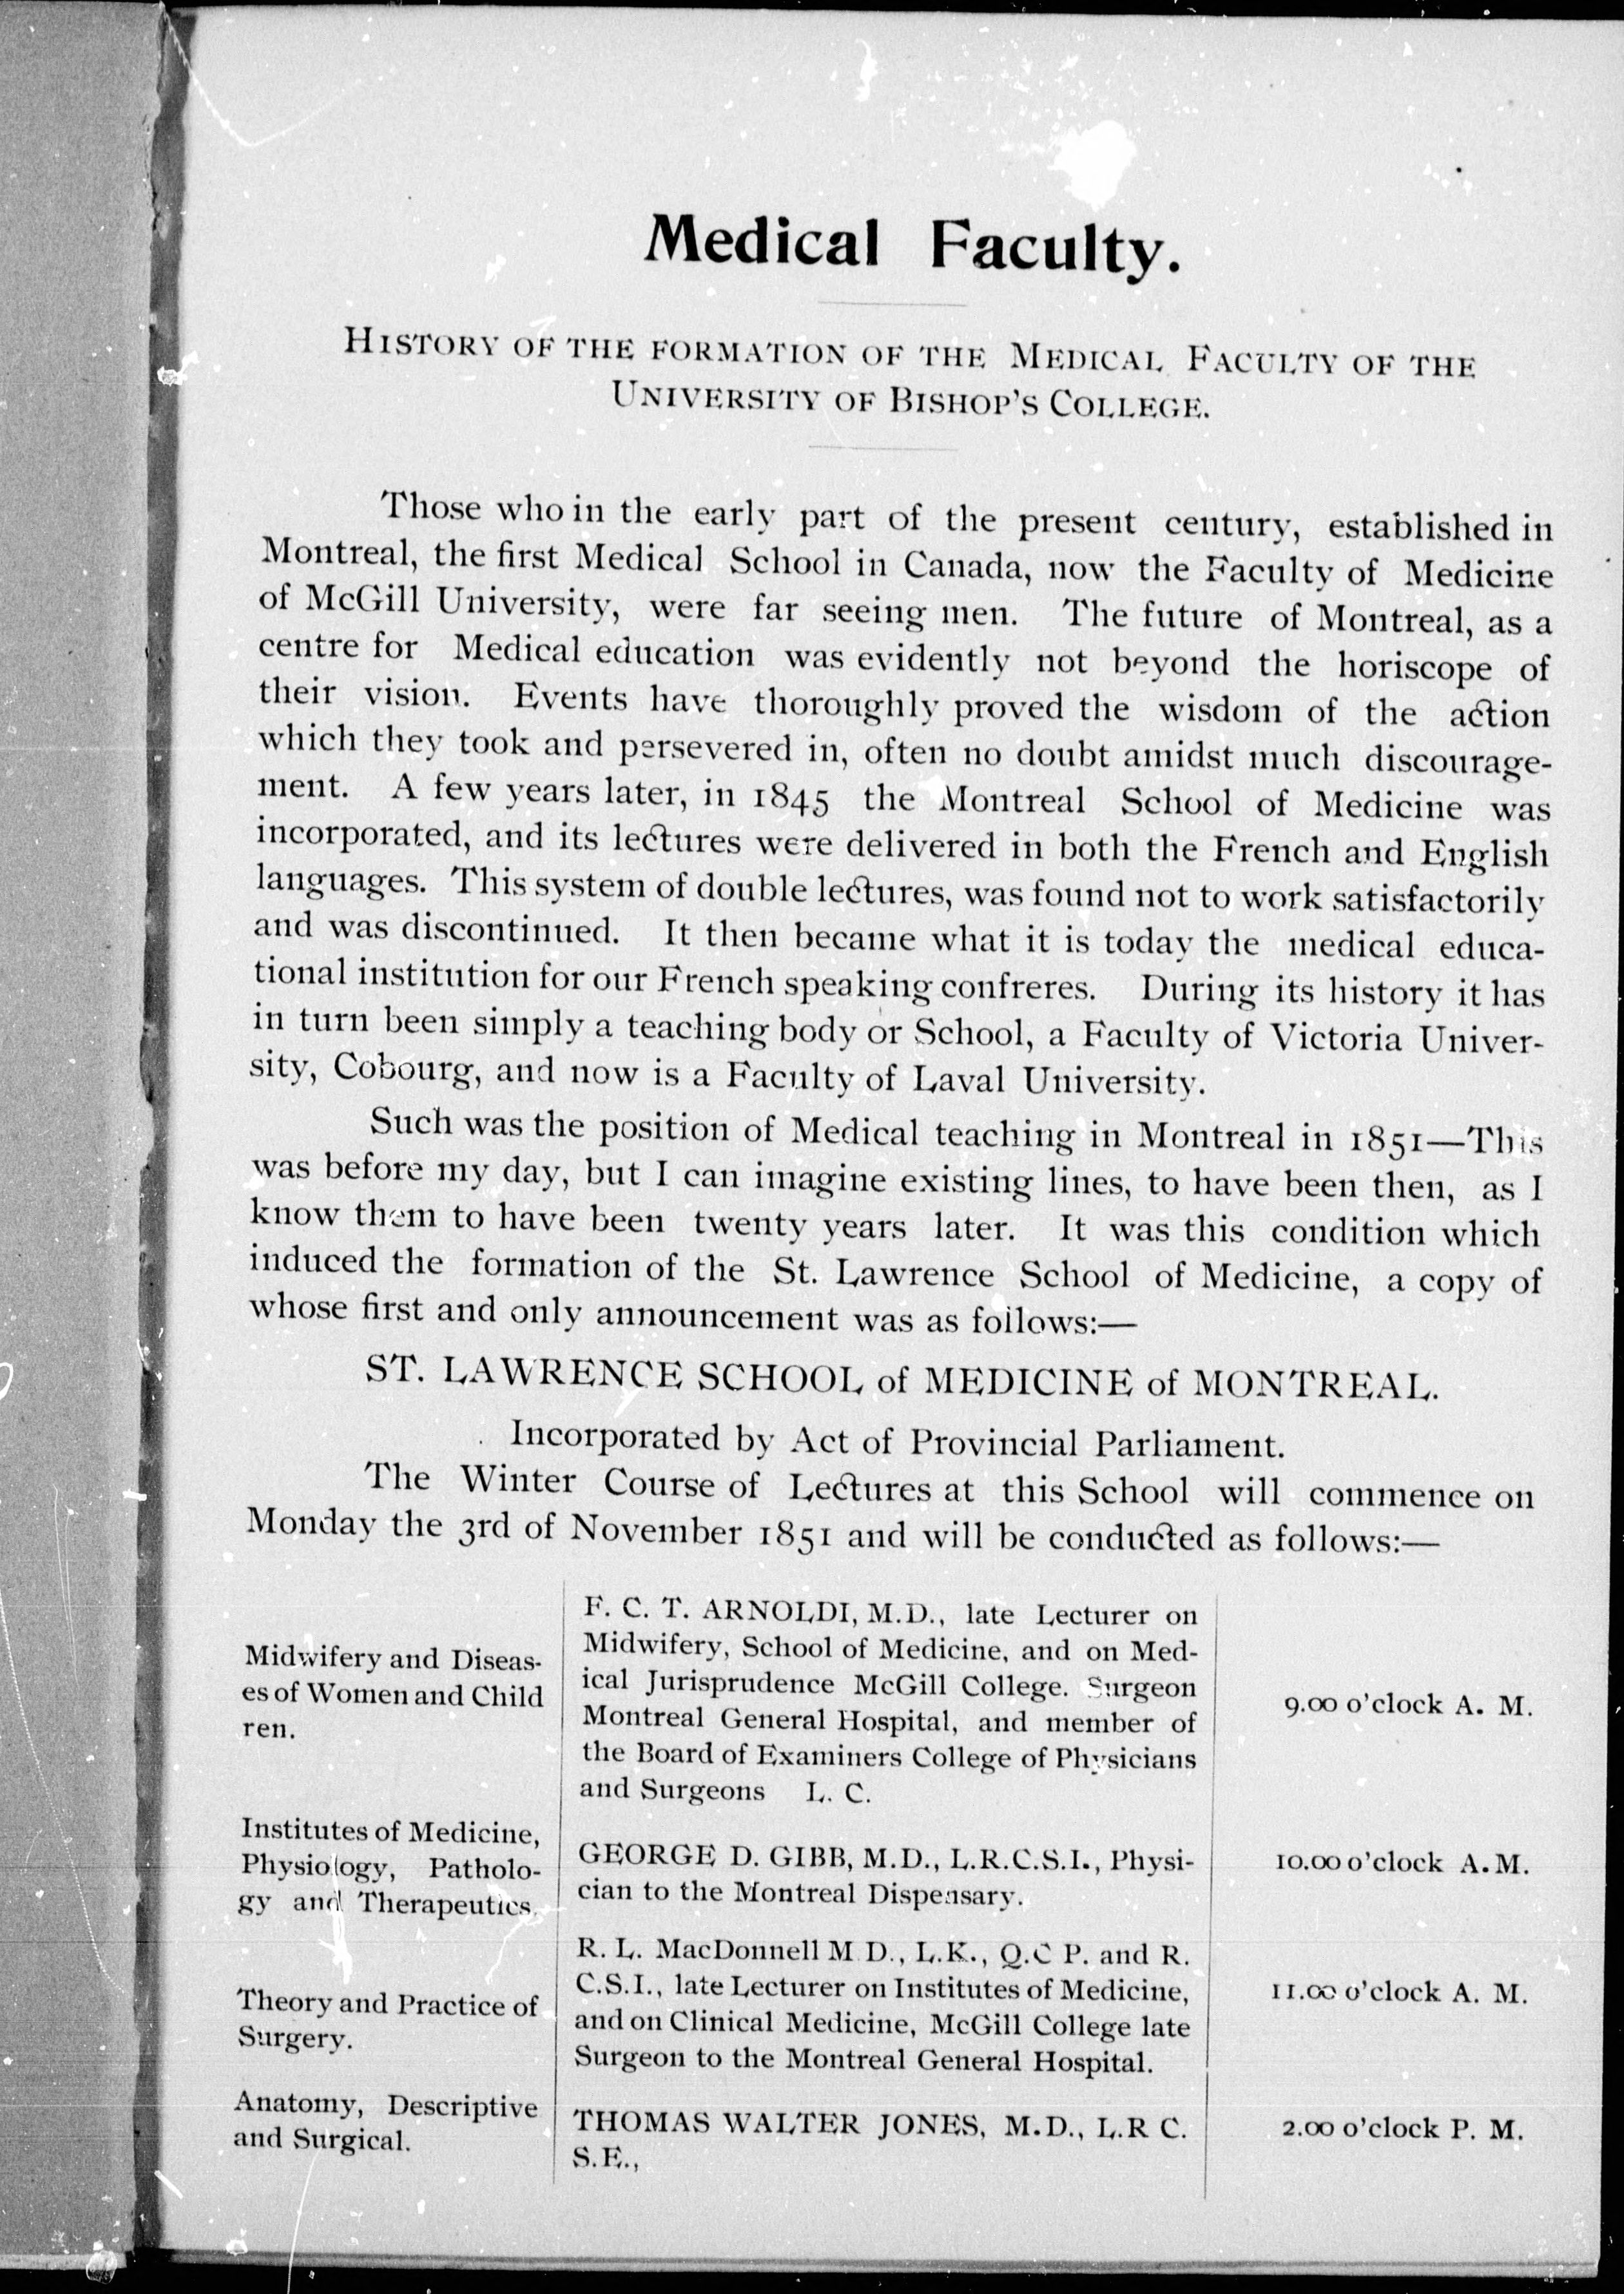 Medical Faculty.
HISTORY OF THE FORMATION OF THE MEDICAL FACULTY OF THE
UNIVERSITY OF BISHOP'S COLLEGE.
Those who in the early part of the present century, established in
Montreal, the first Medical School in Canada, now the Faculty of Medicine
of McGill University, were far seeing men. The future of Montreal, as a
centre for Medical education was evidently not beyond the horiscope of
their vision. Events have thoroughly proved the wisdom of the action
which they took and persevered in, often no doubt amidst much discourage-
ment. A few years later, in 1845 the Montreal School of Medicine was
incorporated, and its lectures were delivered in both the French and English
languages. This system of double lectures, was found not to work satisfactorily
and was discontinued. It then became what it is today the medical educa-
tional institution for our French speaking confreres. During its history it has
in turn been simply a teaching body or School, a Faculty of Victoria Univer-
sity, Cobourg, and now is a Faculty of Laval University.
Such was the position of Medical teaching in Montreal in 1851—This
was before my day, but I can imagine existing lines, to have been then, as I
know them to have been twenty years later. It was this condition which
induced the formation of the St. Lawrence School of Medicine, a copy of
whose first and only announcement was as follows:—
ST. LAWRENCE SCHOOL of MEDICINE of MONTREAL.
Incorporated by Act of Provincial Parliament.
The Winter Course of Lectures at this School will commence on
Monday the 3rd of November 1851 and will be conducted as follows:—
Midwifery and Diseas-
es of Women and Child
ren.
F. C. T. ARNOLDI, M.D., late Lecturer on
Midwifery, School of Medicine, and on Med-
ical Jurisprudence McGill College. Surgeon
Montreal General Hospital, and member of
the Board of Examiners College of Physicians
and Surgeons L. C.
9.00 o'clock A. M.
Institutes of Medicine,
Physiology, Patholo-
gy and Therapeutics.
GEORGE D. GIBB, M.D., L.R.C.S.I., Physi-
cian to the Montreal Dispensary.
10.00 o'clock A.M.
Theory and Practice of
Surgery.
R. L. MacDonnell M D., L.K., Q.C P. and R.
C.S.I., late Lecturer on Institutes of Medicine,
and on Clinical Medicine, McGill College late
Surgeon to the Montreal General Hospital.
11.00 o'clock A. M.
Anatomy, Descriptive
and Surgical.
THOMAS WALTER JONES, M.D., L.R C.
S.E.,
2.00 o'clock P. M.